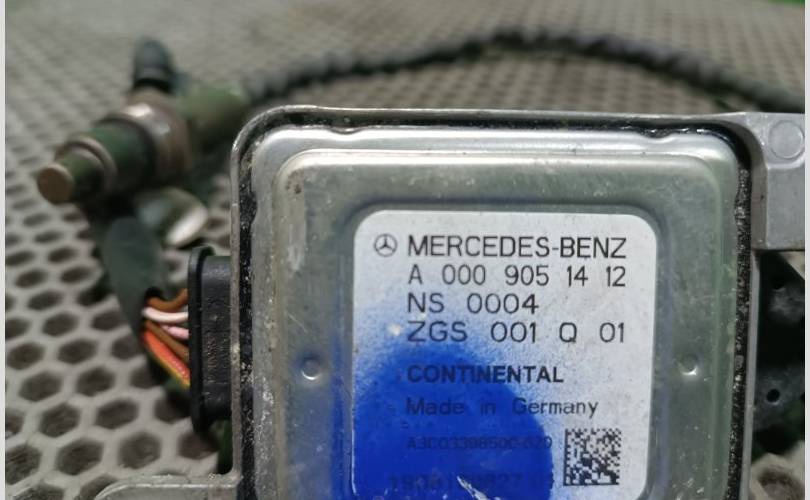 MERCEDES-BENZ
A 000 905 14 12
NS 0004
ZGS 001 Q 01
CONTINENTAL
Made in Germany